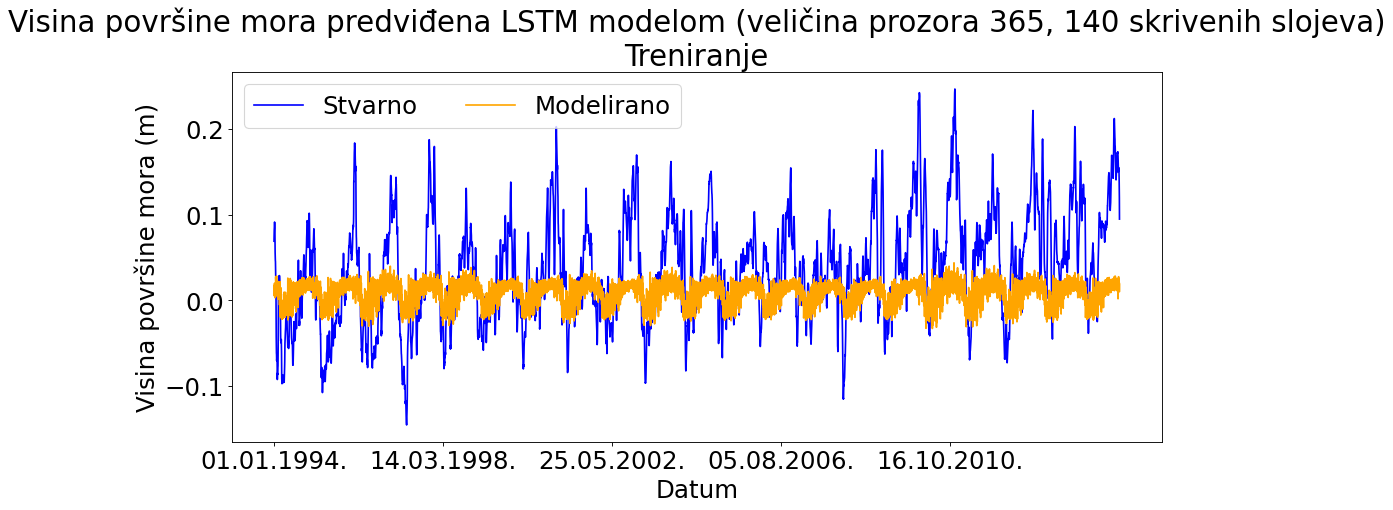 Visina površine mora predviđena LSTM modelom (veličina prozora 365, 140 skrivenih slojeva)
Treniranje
Stvarno Modelirano
Visina površine mora (m)
0.2
0.1
0.0
−0.1
01.01.1994. 14.03.1998. 25.05.2002. 05.08.2006. 16.10.2010.
Datum